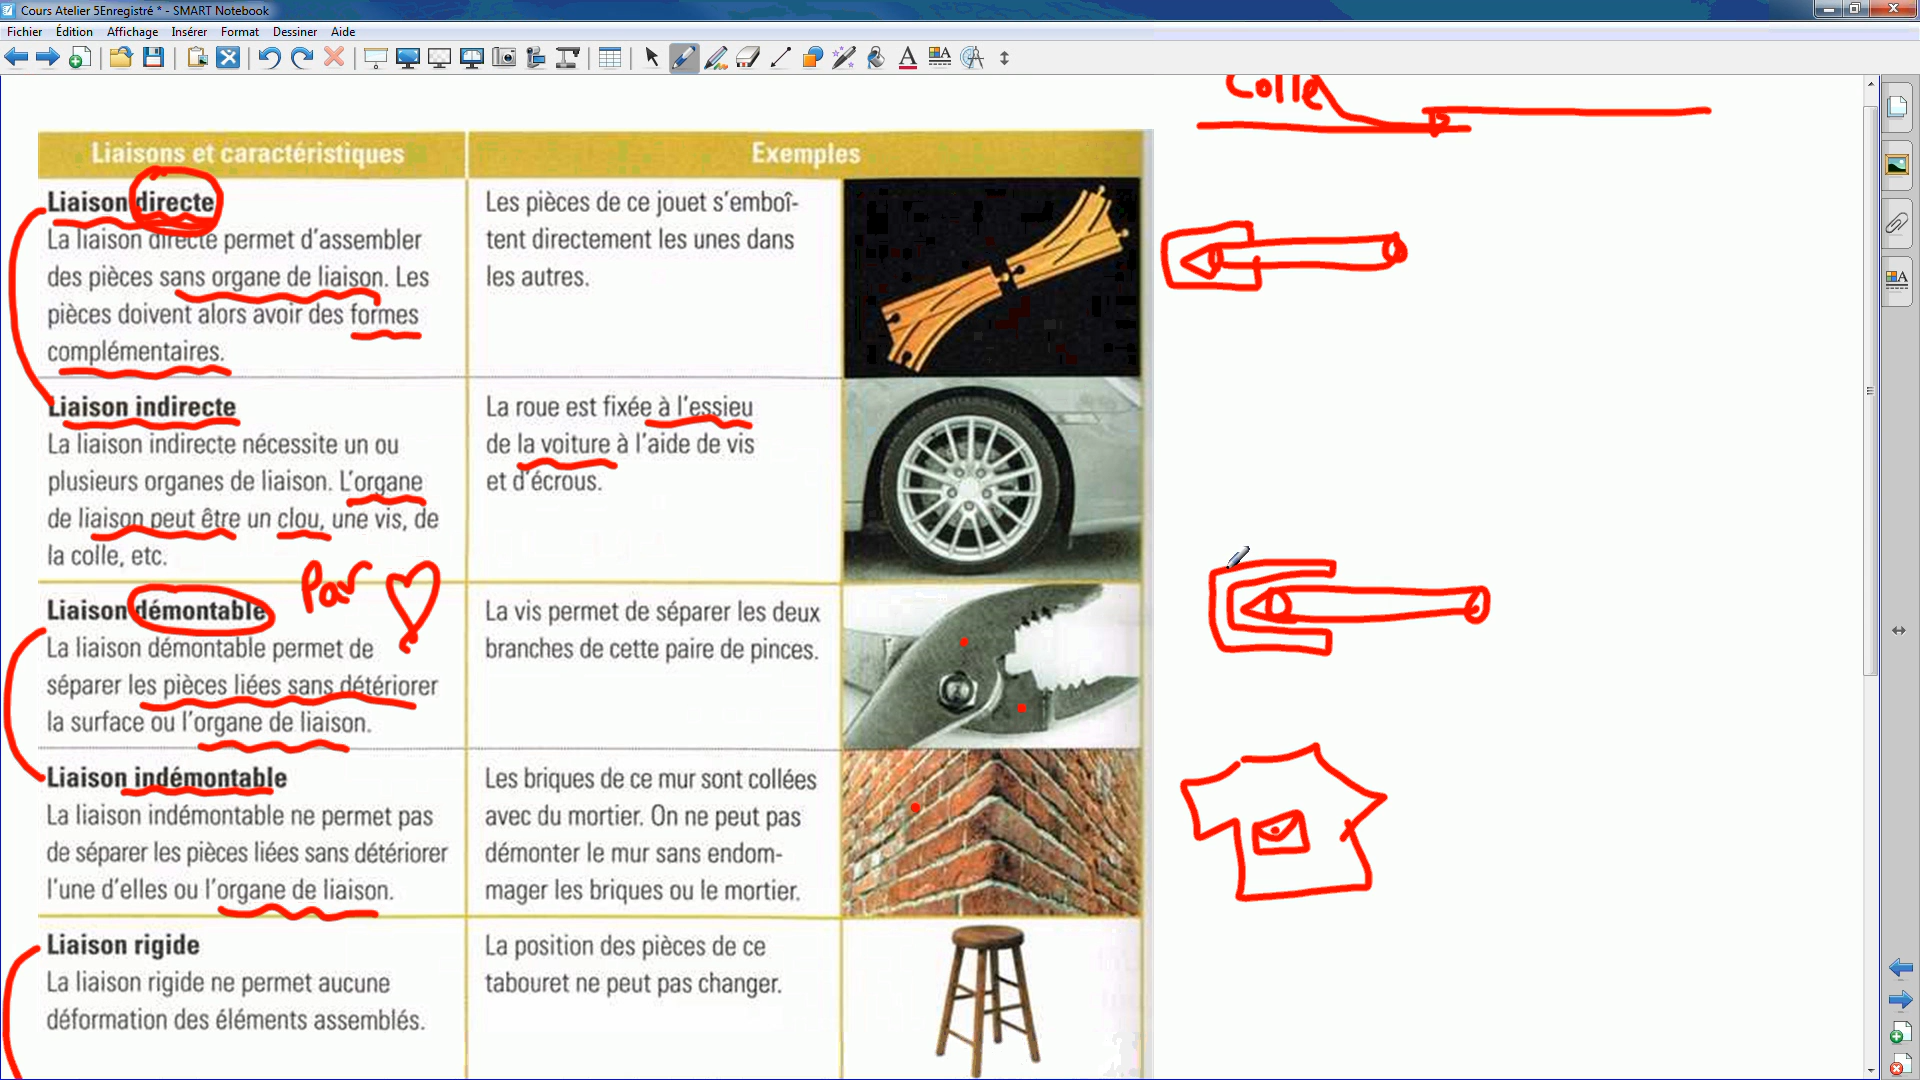 Cours Atelier 5Enregistré * - SMART Notebook
Fichier Édition Affichage Insérer Format Dessiner Aide
Colle
Liaisons et caractéristiques
Exemples
Liaison directe
La liaison directe permet d'assembler
des pièces sans organe de liaison. Les
pièces doivent alors avoir des formes
complémentaires.
Les pièces de ce jouet s'emboî-
tent directement les unes dans
les autres.
Liaison indirecte
La liaison indirecte nécessite un ou
plusieurs organes de liaison. L'organe
de liaison peut être un clou, une vis, de
la colle, etc.
La roue est fixée à l'essieu
de la voiture à l'aide de vis
et d'écrous.
Par
Liaison démontable
La liaison démontable permet de
séparer les pièces liées sans détériorer
la surface ou l'organe de liaison.
La vis permet de séparer les deux
branches de cette paire de pinces.
Liaison indémontable
La liaison indémontable ne permet pas
de séparer les pièces liées sans détériorer
l'une d'elles ou l'organe de liaison.
Les briques de ce mur sont collées
avec du mortier. On ne peut pas
démonter le mur sans endom-
mager les briques ou le mortier.
Liaison rigide
La liaison rigide ne permet aucune
déformation des éléments assemblés.
La position des pièces de ce
tabouret ne peut pas changer.